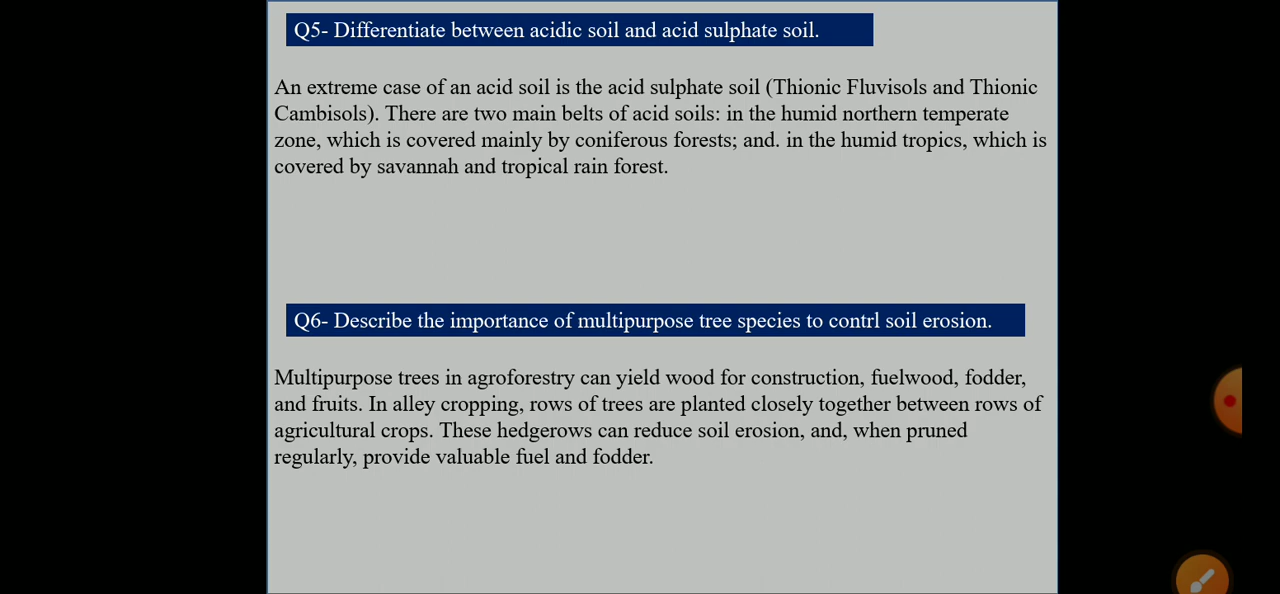 Q5- Differentiate between acidic soil and acid sulphate soil.
An extreme case of an acid soil is the acid sulphate soil (Thionic Fluvisols and Thionic
Cambisols). There are two main belts of acid soils: in the humid northern temperate
zone, which is covered mainly by coniferous forests; and. in the humid tropics, which is
covered by savannah and tropical rain forest.
Q6- Describe the importance of multipurpose tree species to contrl soil erosion.
Multipurpose trees in agroforestry can yield wood for construction, fuelwood, fodder,
and fruits. In alley cropping, rows of trees are planted closely together between rows of
agricultural crops. These hedgerows can reduce soil erosion, and, when pruned
regularly, provide valuable fuel and fodder.